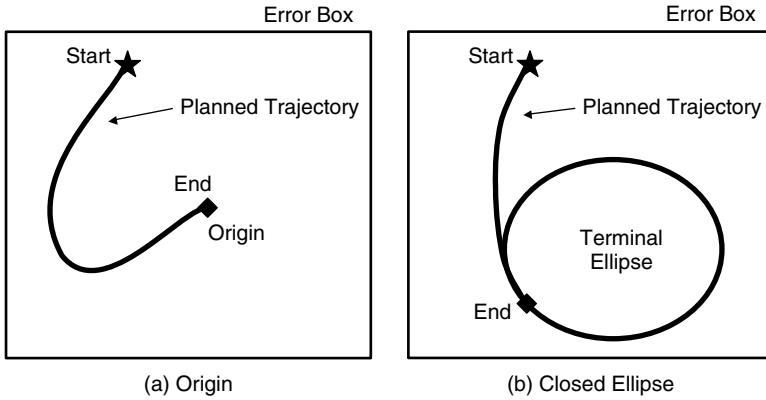 Error Box
Start
Planned Trajectory
End
Origin
(a) Origin
Error Box
Start
Planned Trajectory
Terminal
Ellipse
End
(b) Closed Ellipse